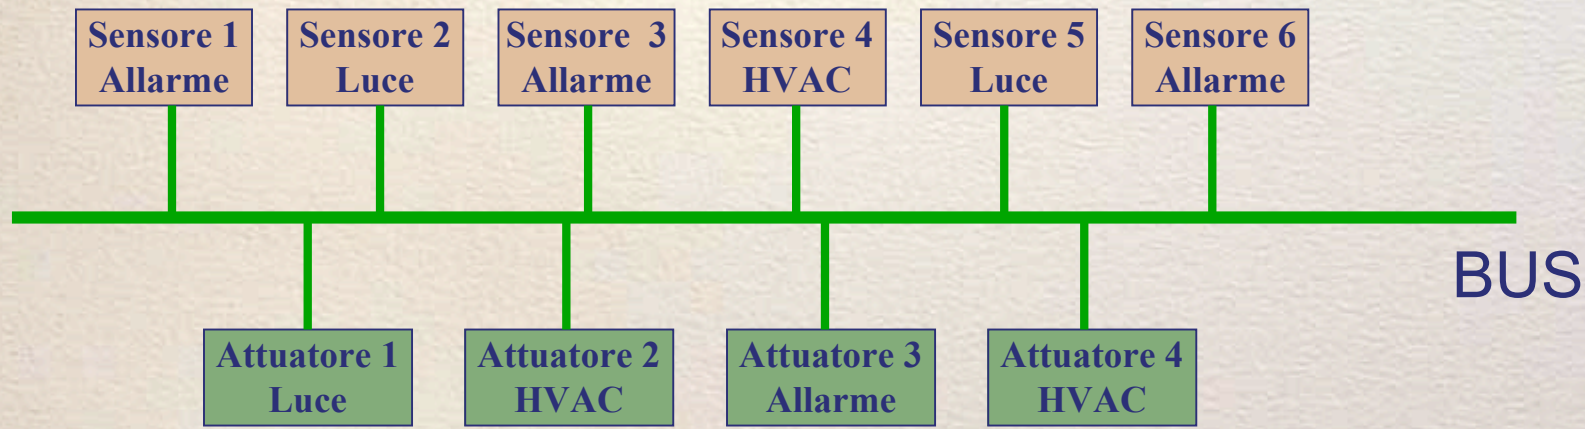 Sensore 1
Allarme
Sensore 2
Luce
Sensore 3
Allarme
Sensore 4
HVAC
Sensore 5
Luce
Sensore 6
Allarme
BUS
Attuatore 1
Luce
Attuatore 2
HVAC
Attuatore 3
Allarme
Attuatore 4
HVAC